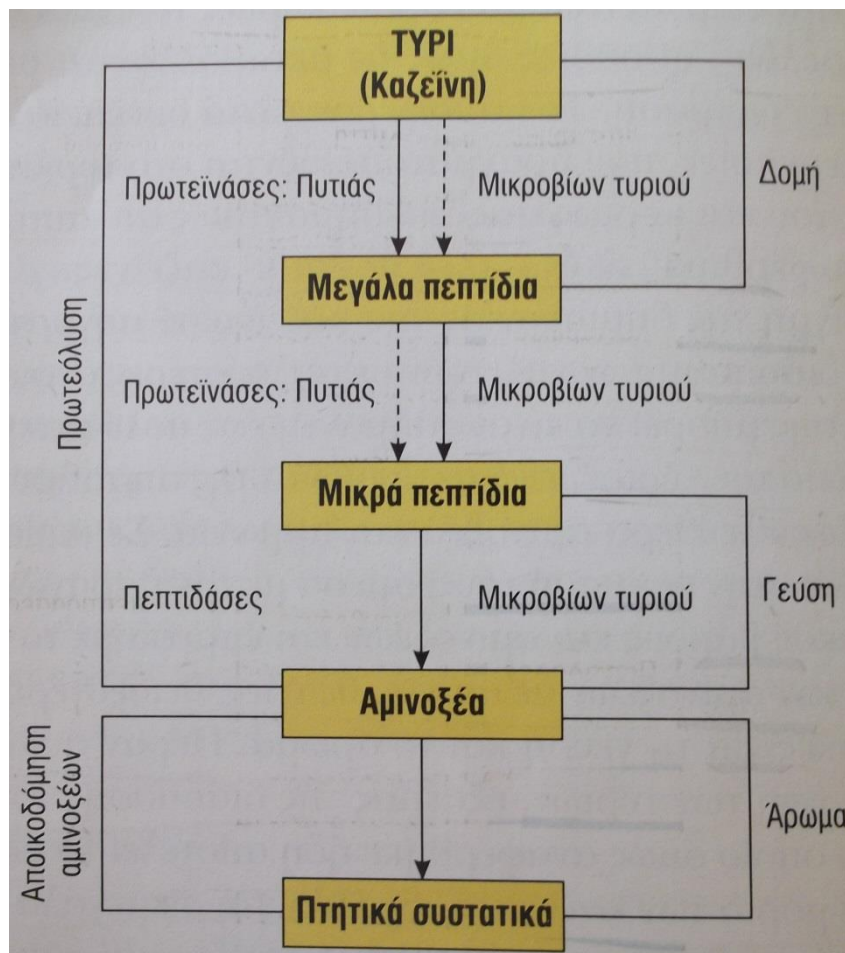 ΤΥΡΙ
(Καζεΐνη)
Πρωτεϊνάσες: Πυτιάς
Μικροβίων τυριού
Δομή
Μεγάλα πεπτίδια
Πρωτεόλυση
Πρωτεϊνάσες: Πυτιάς
Μικροβίων τυριού
Μικρά πεπτίδια
Πεπτιδάσες
Μικροβίων τυριού
Γεύση
Αμινοξέα
Αποικοδόμηση
αμινοξέων
Άρωμα
Πτητικά συστατικά